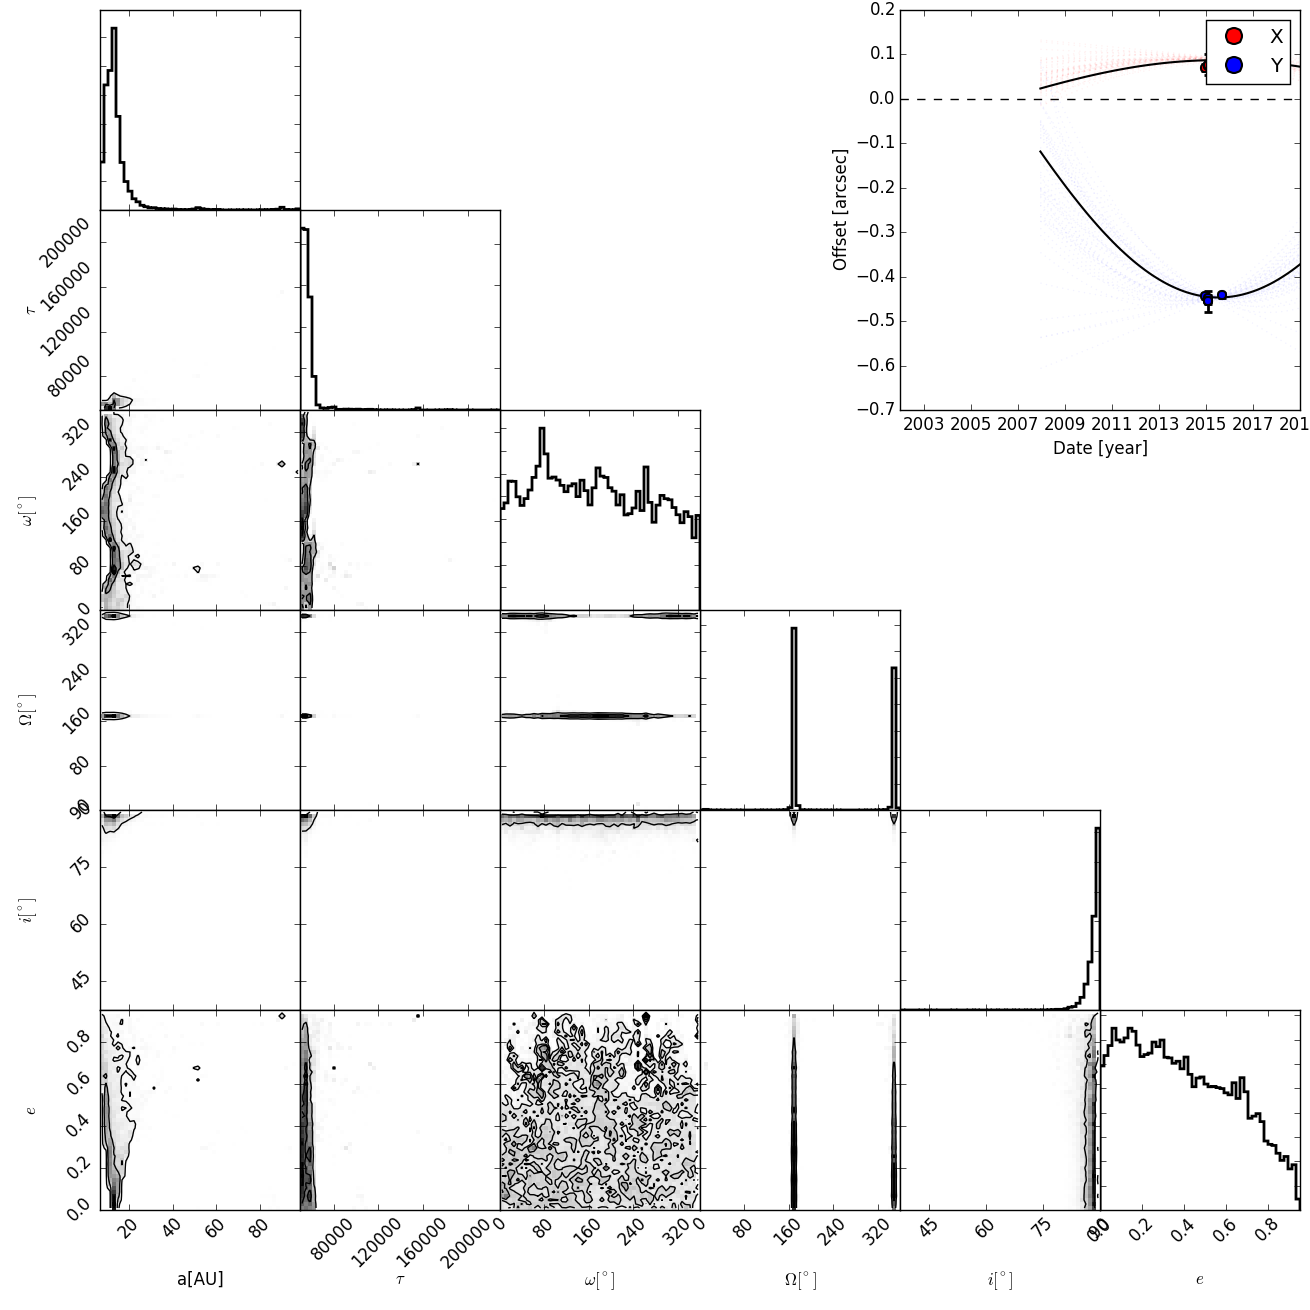 0.2
0.1
0.0
−0.1
−0.2
−0.3
−0.4
−0.5
−0.6
−0.7
Offset [arcsec]
X
Y
2003 2005 2007 2009 2011 2013 2015 2017 201
Date [year]
200000
160000
120000
80000
τ
320
240
160
80
0
ω[°]
320
240
160
80
0
Ω[°]
90
75
60
45
i[°]
0.8
0.6
0.4
0.2
0.0
e
20 40 60 80
80000 120000 160000 200000
0 80 160 240 320
0 80 160 240 320
45 60 75 90
0.0 0.2 0.4 0.6 0.8
a[AU] τ ω[°] Ω[°] i[°] e